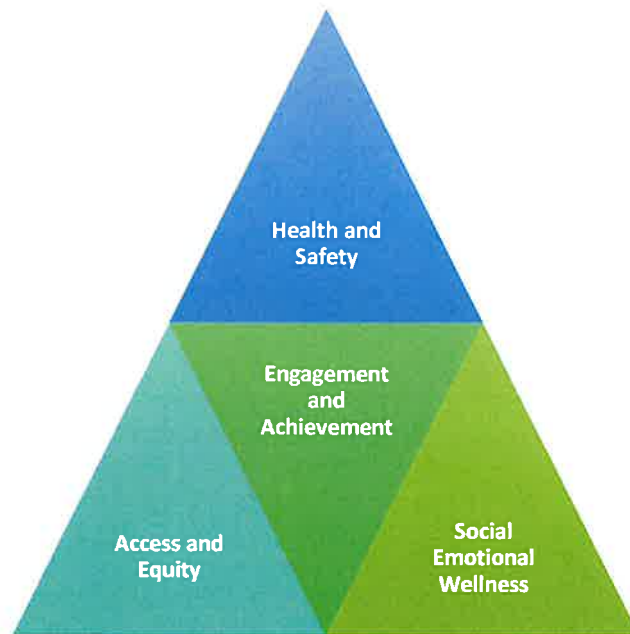 Health and
Safety
Engagement
and
Achievement
Access and
Equity
Social
Emotional
Wellness